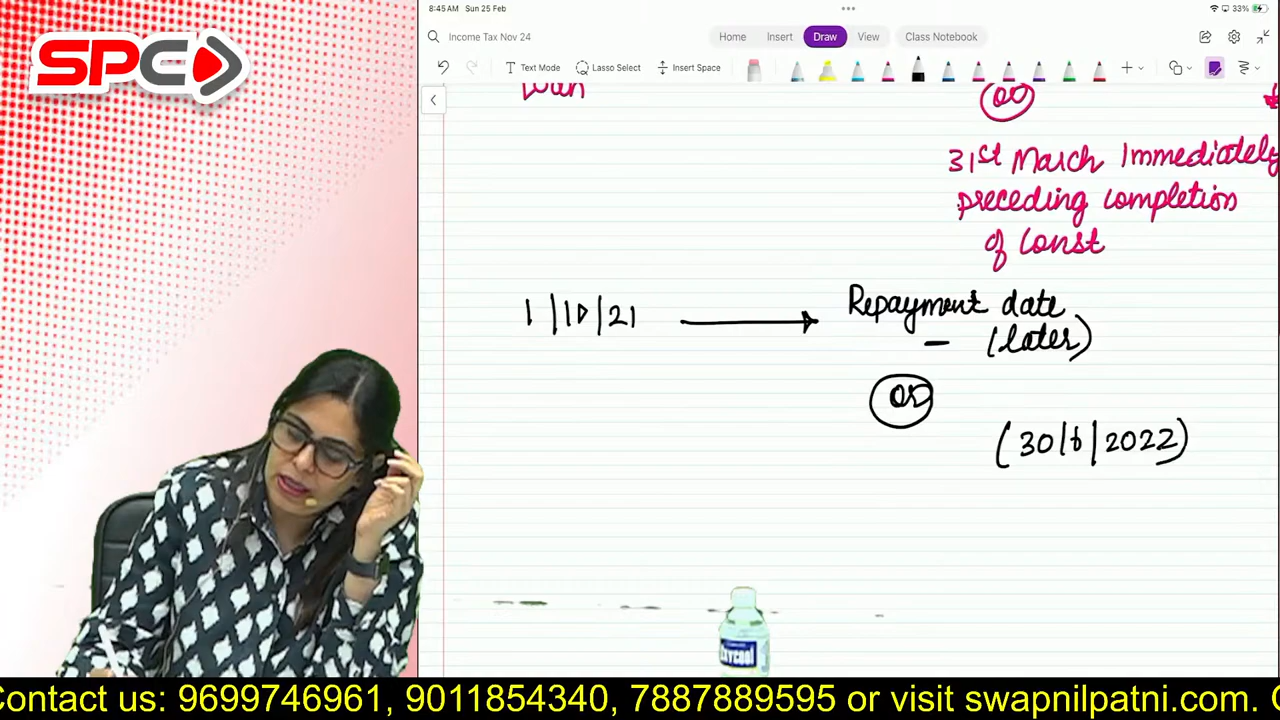 8:45 AM Sun 25 Feb
33%
SPC
Income Tax Nov 24
Home Insert Draw View Class Notebook
Text Mode Lasso Select Insert Space
Loan
OR
31st March Immediately
preceding completion
of Const
1/10/21 Repayment date
- (later)
OR
(30/6/2022)
Contact us: 9699746961, 9011854340, 7887889595 or visit swapnilpatni.com.